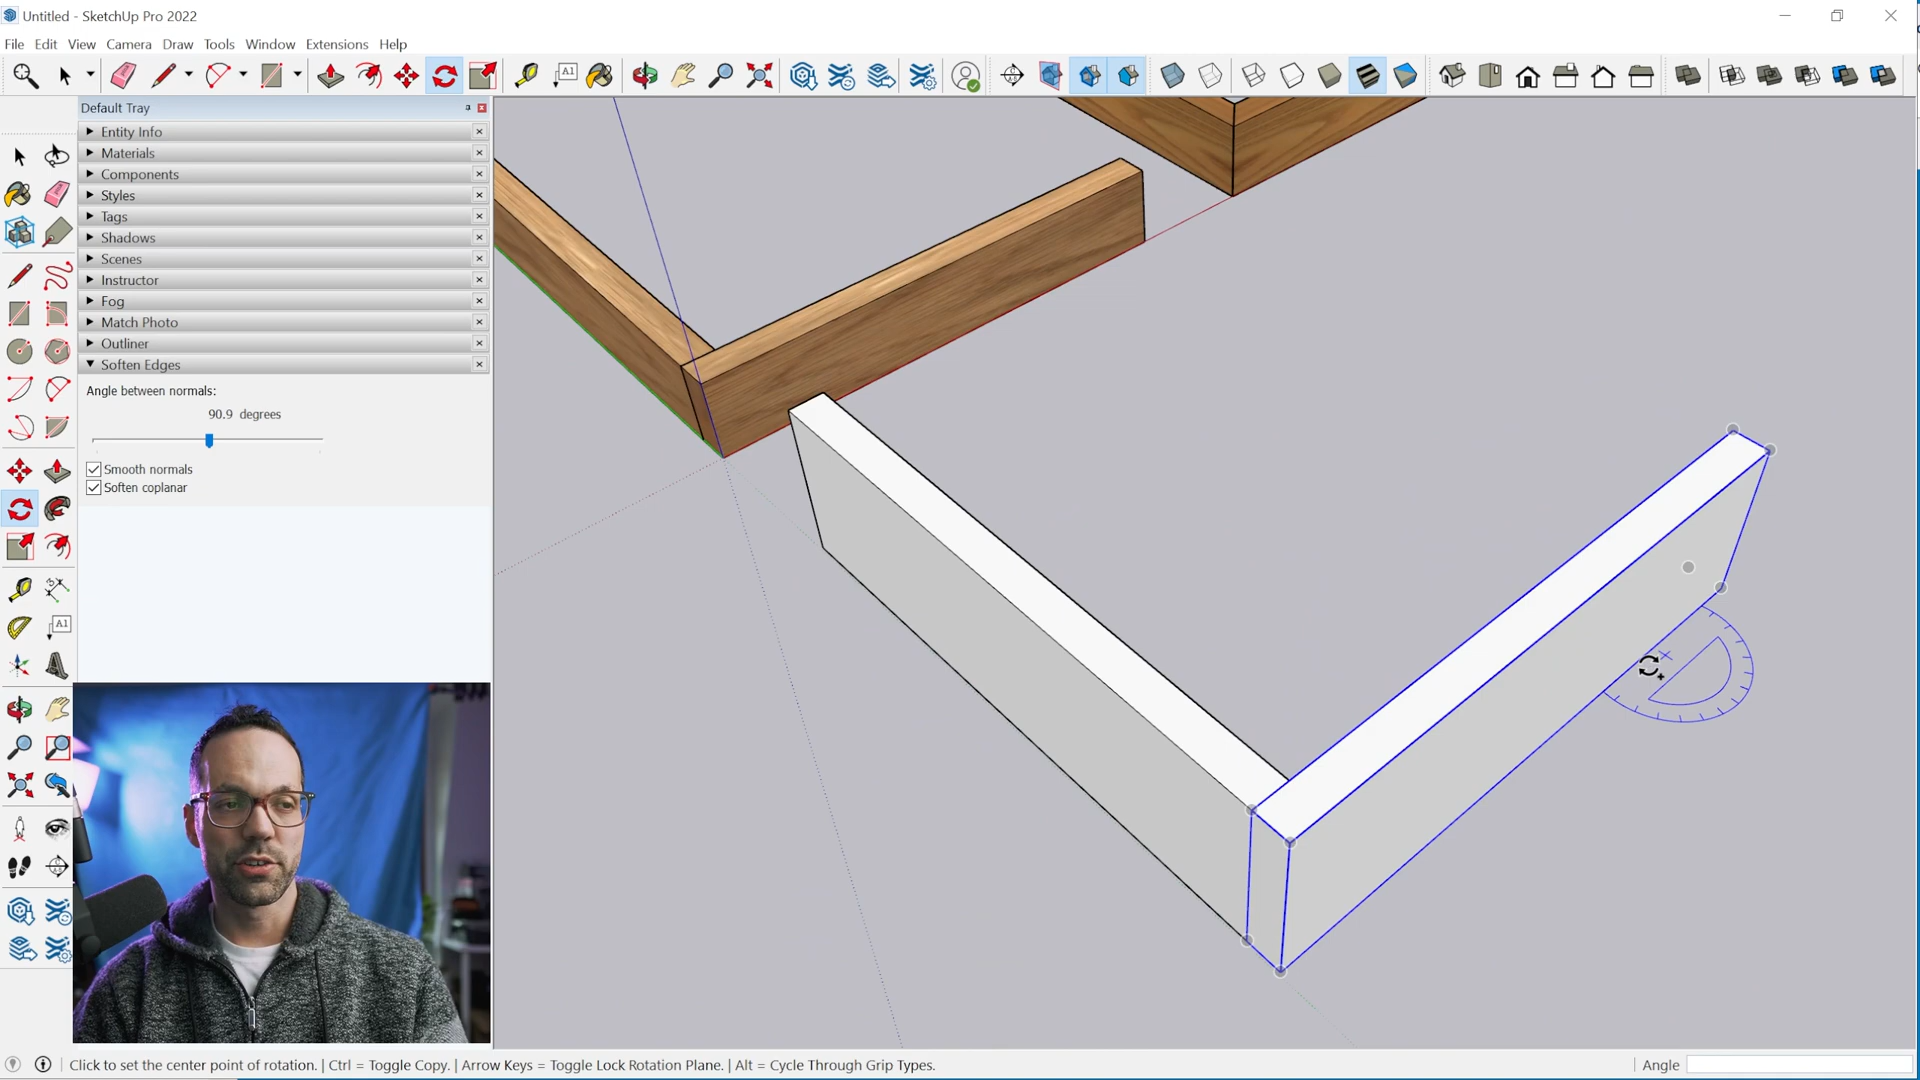 Untitled - SketchUp Pro 2022
File Edit View Camera Draw Tools Window Extensions Help
A1
Default Tray
Entity Info
Materials
Components
Styles
Tags
Shadows
Scenes
Instructor
Fog
Match Photo
Outliner
Soften Edges
Angle between normals:
90.9 degrees
Smooth normals
Soften coplanar
A1
Click to set the center point of rotation. | Ctrl = Toggle Copy. | Arrow Keys = Toggle Lock Rotation Plane. | Alt = Cycle Through Grip Types.
Angle